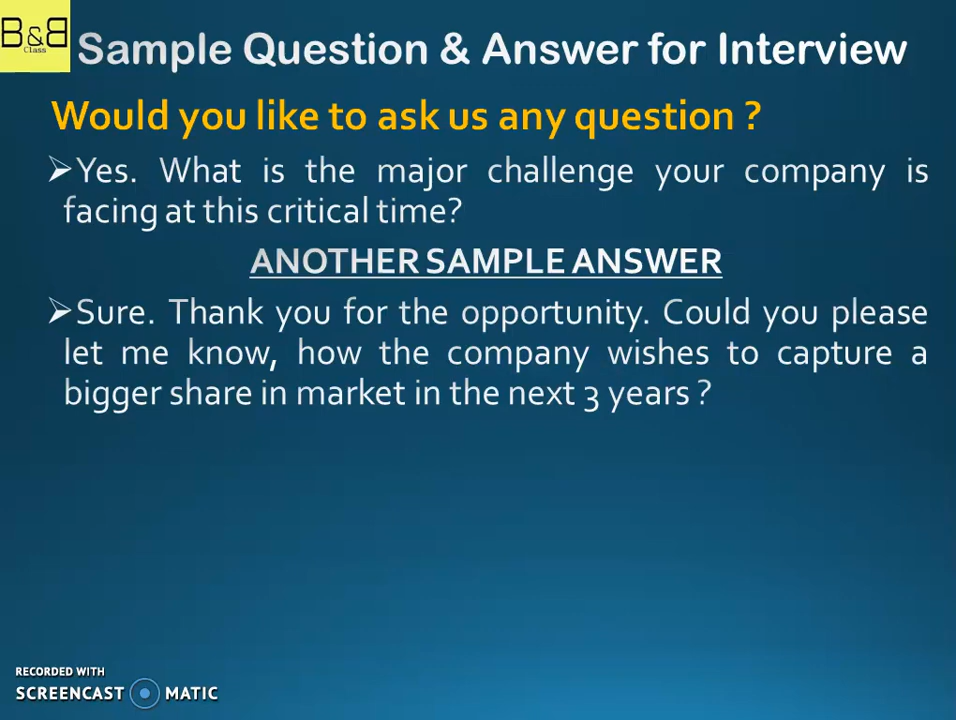 B&B
Class
Sample Question & Answer for Interview
Would you like to ask us any question ?
➢Yes. What is the major challenge your company is
facing at this critical time?
ANOTHER SAMPLE ANSWER
➢Sure. Thank you for the opportunity. Could you please
let me know, how the company wishes to capture a
bigger share in market in the next 3 years ?
RECORDED WITH
SCREENCAST MATIC